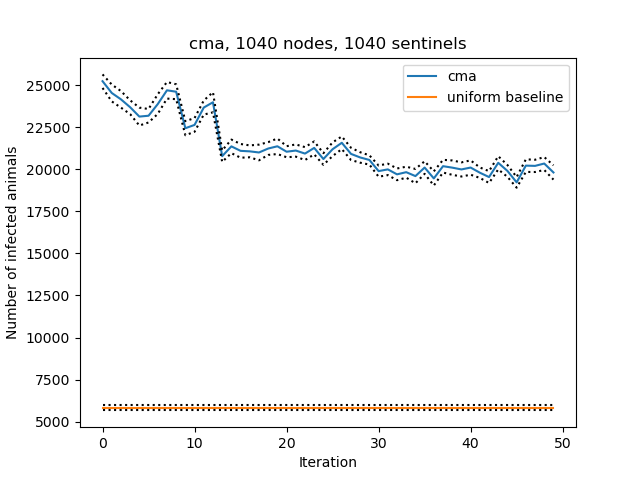 cma, 1040 nodes, 1040 sentinels
cma
uniform baseline
Number of infected animals
25000
22500
20000
17500
15000
12500
10000
7500
5000
0 10 20 30 40 50
Iteration